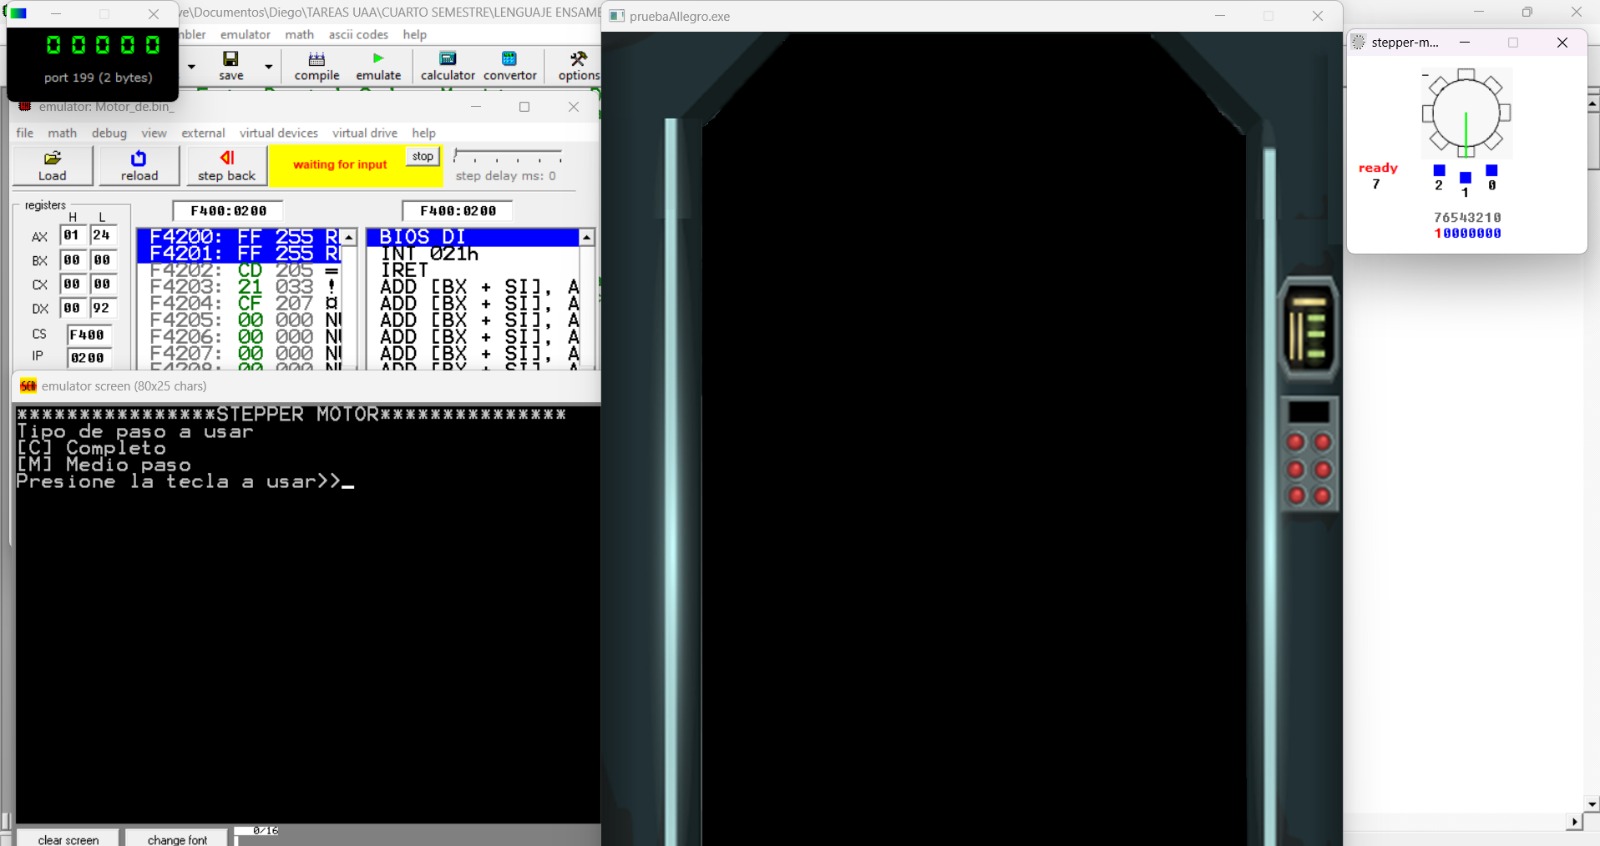 ve\Documentos\Diego\TAREAS UAA\CUARTO SEMESTRE\LENGUAJE ENSAME
00000
port 199 (2 bytes)
mbler emulator math ascii codes help
save compile emulate calculator convertor options
emulator: Motor_de.bin_
file math debug view external virtual devices virtual drive help
Load reload step back waiting for input stop step delay ms: 0
registers
H L
AX 01 24
BX 00 00
CX 00 00
DX 00 92
CS F400
IP 0200
F400:0200 F400:0200
F4200: FF 255 R
F4201: FF 255 R
F4202: CD 205 =
F4203: 21 033 !
F4204: CF 207 ¤
F4205: 00 000 N
F4206: 00 000 N
F4207: 00 000 N
BIOS DI
INT 021h
IRET
ADD [BX + SI], A
ADD [BX + SI], A
ADD [BX + SI], A
ADD [BX + SI], A
ADD [BX + SI], A
emulator screen (80x25 chars)
****************STEPPER MOTOR***************
Tipo de paso a usar
[C] Completo
[M] Medio paso
Presione la tecla a usar>>_
clear screen change font 0/16
pruebaAllegro.exe
stepper-m...
ready
7
2 1 0
76543210
10000000